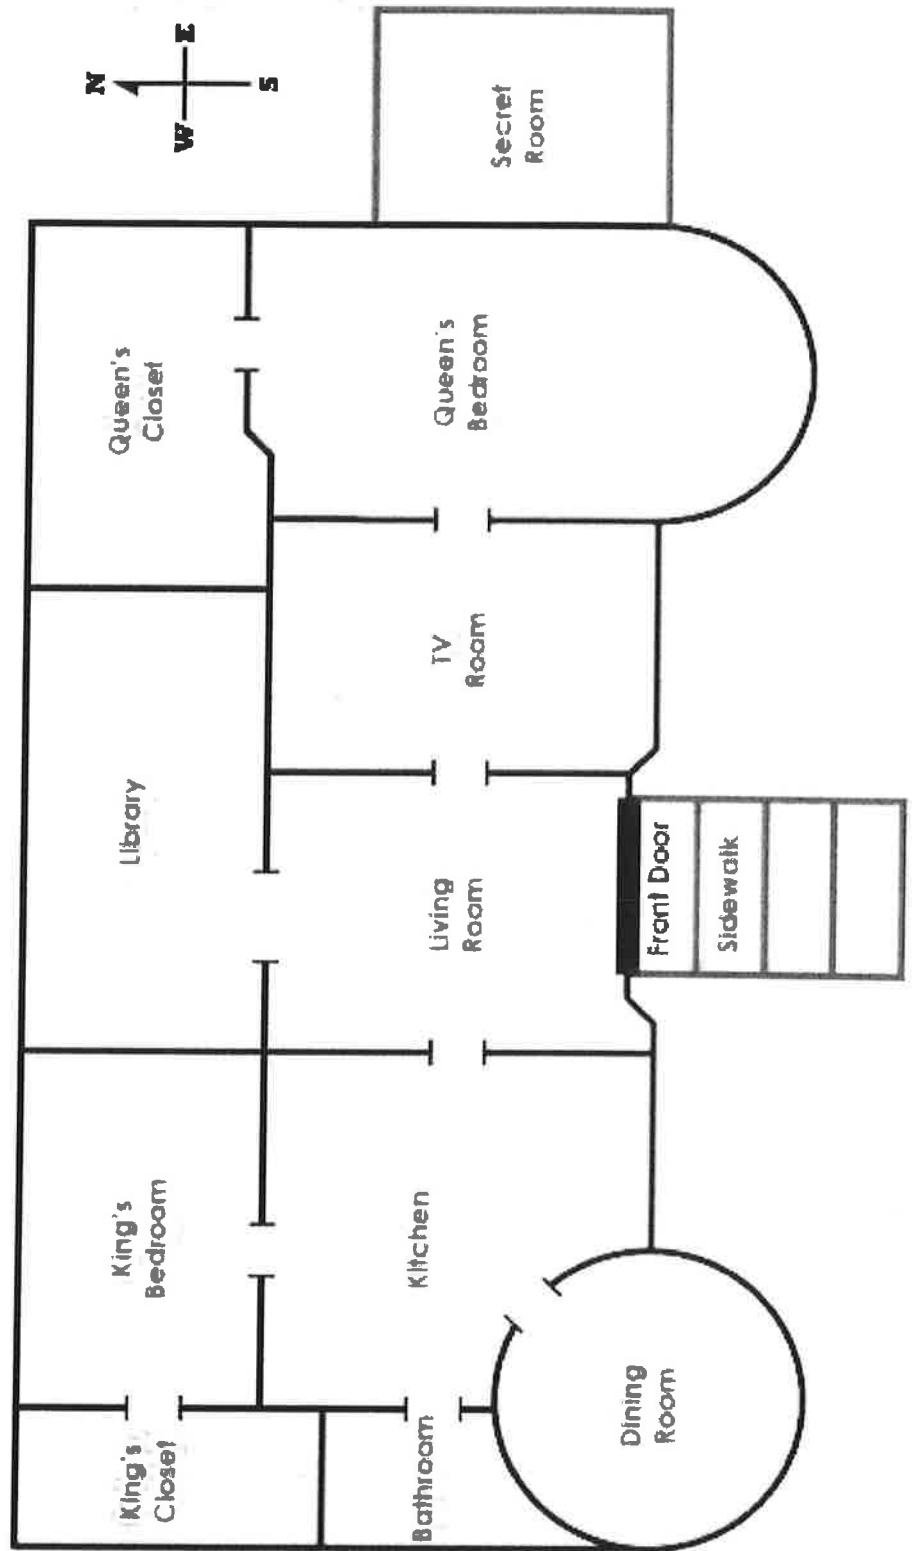 N
W E
S
Secret
Room
Queen's
Closet
Queen's
Bedroom
Library
TV
Room
Living
Room
Front Door
Sidewalk
King's
Bedroom
Kitchen
King's
Closet
Bathroom
Dining
Room